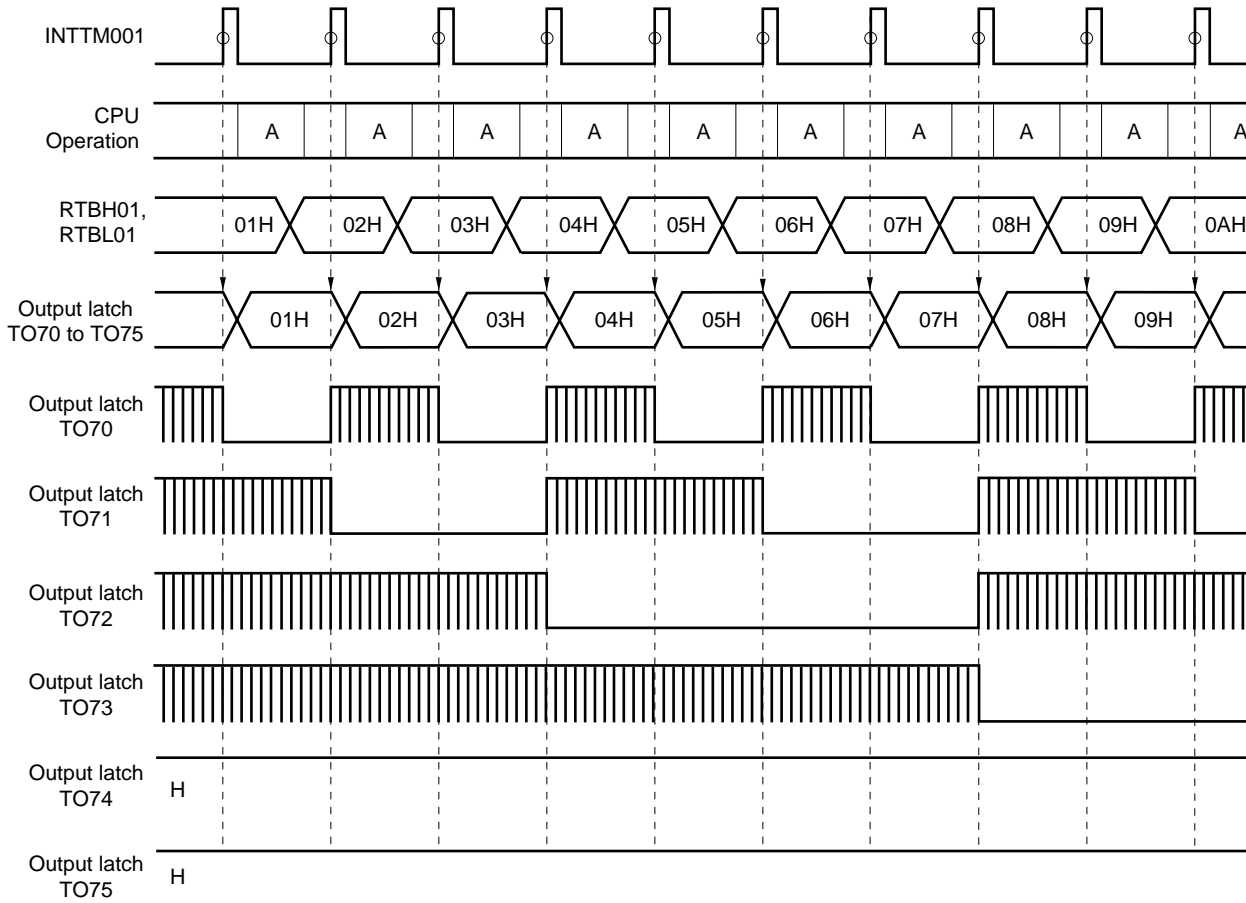 INTTM001
CPU
Operation
A A A A A A A A A A
RTBH01,
RTBL01
01H 02H 03H 04H 05H 06H 07H 08H 09H 0AH
Output latch
TO70 to TO75
01H 02H 03H 04H 05H 06H 07H 08H 09H
Output latch
TO70
Output latch
TO71
Output latch
TO72
Output latch
TO73
Output latch
TO74
H
Output latch
TO75
H